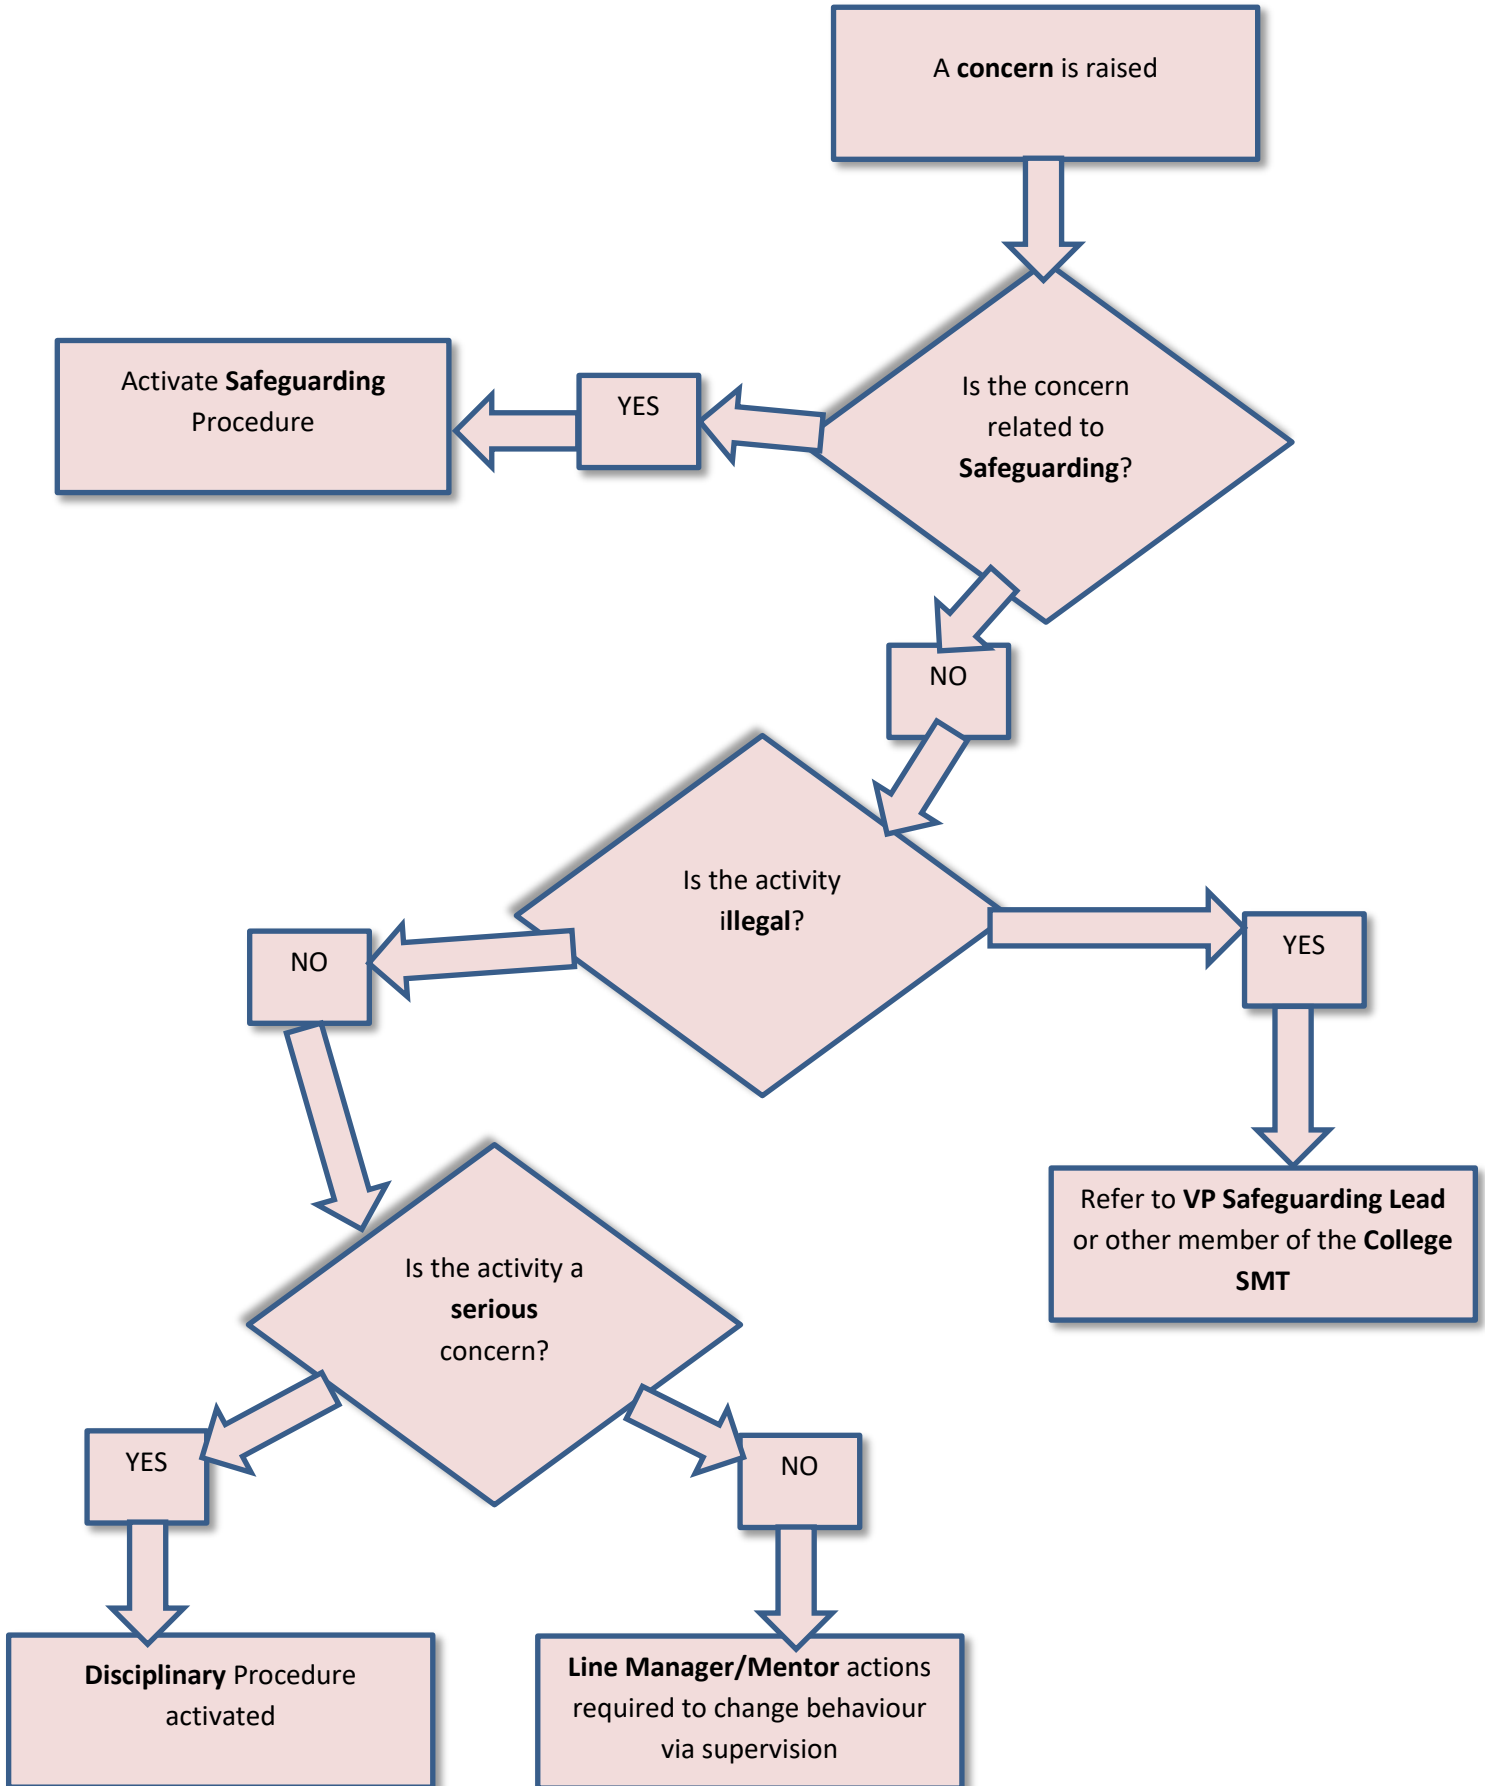 A concern is raised
Is the concern
related to
Safeguarding?
YES
Activate Safeguarding
Procedure
NO
Is the activity
illegal?
YES
Refer to VP Safeguarding Lead
or other member of the College
SMT
NO
Is the activity a
serious
concern?
YES
Disciplinary Procedure
activated
NO
Line Manager/Mentor actions
required to change behaviour
via supervision